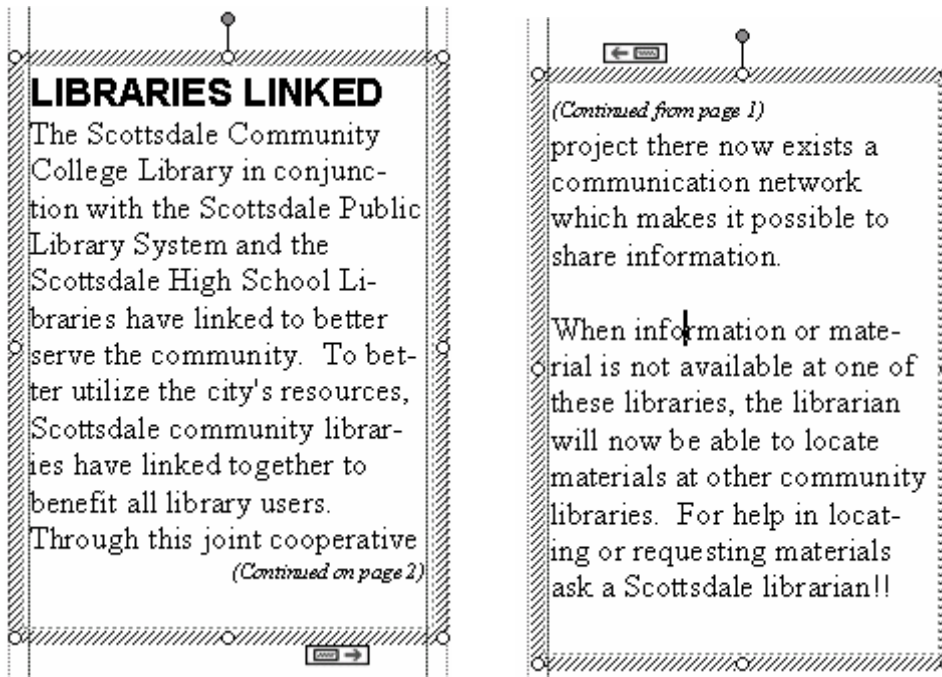 LIBRARIES LINKED
The Scottsdale Community
College Library in conjunc-
tion with the Scottsdale Public
Library System and the
Scottsdale High School Li-
braries have linked to better
serve the community.  To bet-
ter utilize the city's resources,
Scottsdale community librar-
ies have linked together to
benefit all library users.
Through this joint cooperative
(Continued on page 2)
(Continued from page 1)
project there now exists a
communication network
which makes it possible to
share information.
When information or mate-
rial is not available at one of
these libraries, the librarian
will now be able to locate
materials at other community
libraries.  For help in locat-
ing or requesting materials
ask a Scottsdale librarian!!